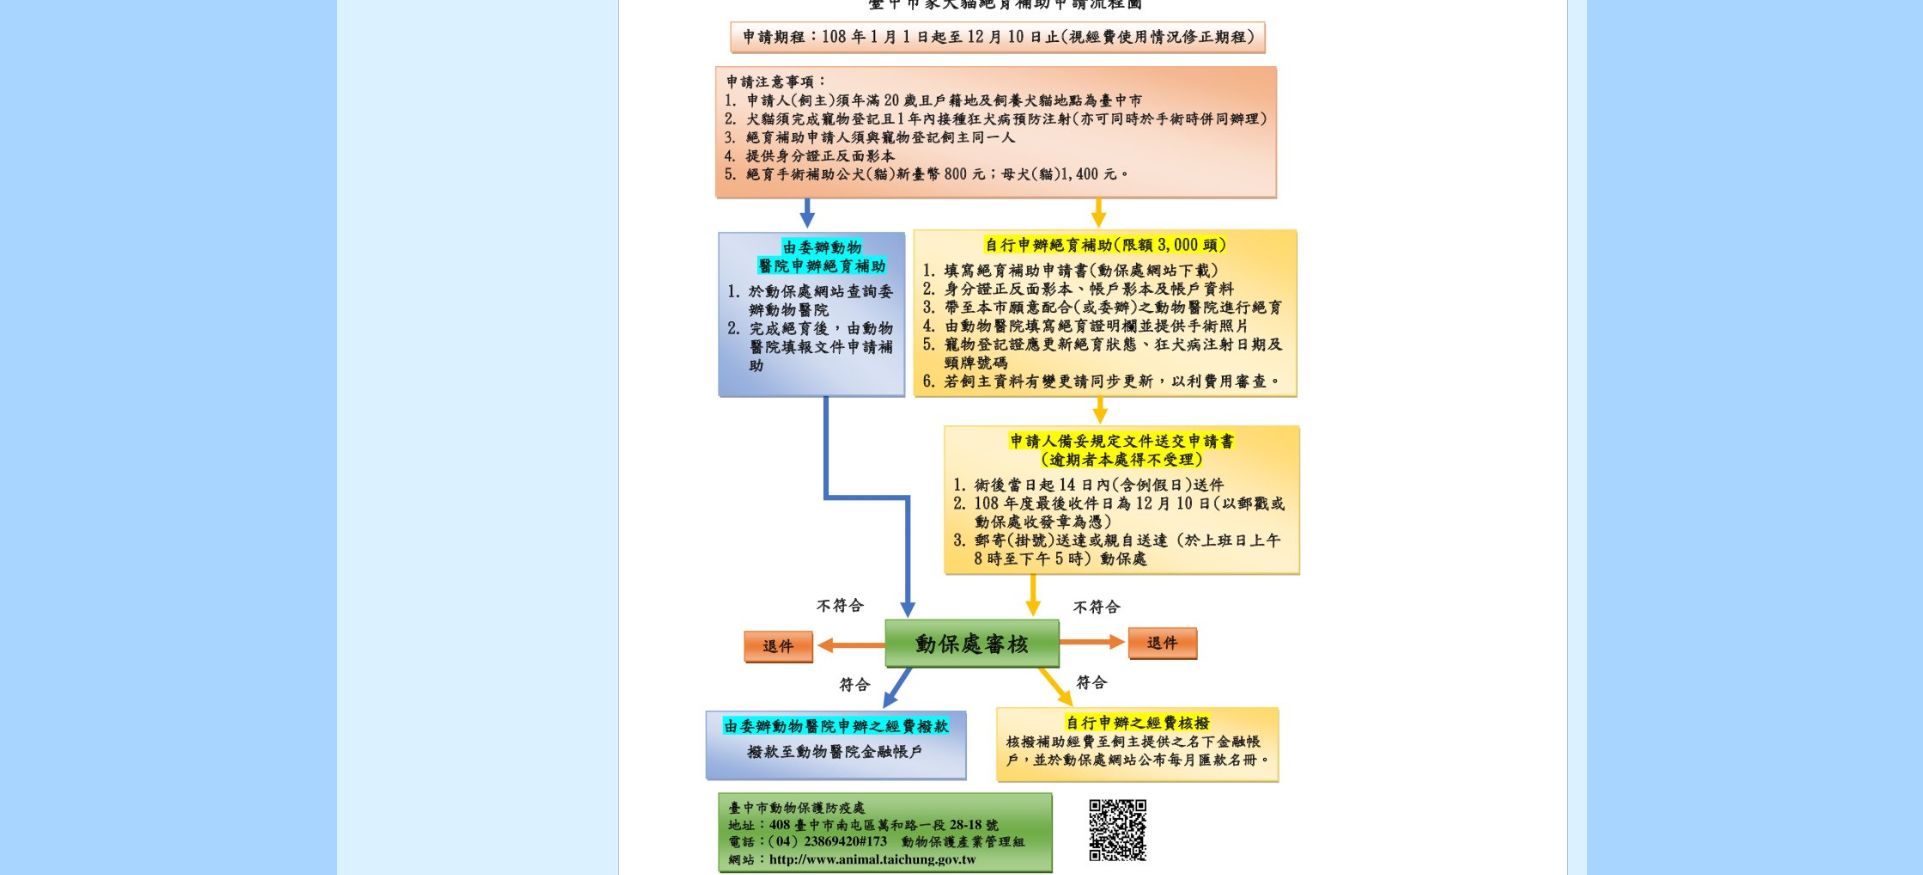 臺中市家犬貓絕育補助申請流程圖
申請期程：108 年 1 月 1 日起至 12 月 10 日止(視經費使用情況修正期程)
申請注意事項：
1. 申請人(飼主)須年滿 20 歲且戶籍地及飼養犬貓地點為臺中市
2. 犬貓須完成寵物登記且1年內接種狂犬病預防注射(亦可同時於手術時併同辦理)
3. 絕育補助申請人須與寵物登記飼主同一人
4. 提供身分證正反面影本
5. 絕育手術補助公犬(貓)新臺幣 800 元；母犬(貓)1,400 元。
由委辦動物
醫院申辦絕育補助
1. 於動保處網站查詢委
辦動物醫院
2. 完成絕育後，由動物
醫院填報文件申請補
助
自行申辦絕育補助(限額 3,000 頭)
1. 填寫絕育補助申請書(動保處網站下載)
2. 身分證正反面影本、帳戶影本及帳戶資料
3. 帶至本市願意配合(或委辦)之動物醫院進行絕育
4. 由動物醫院填寫絕育證明欄並提供手術照片
5. 寵物登記證應更新絕育狀態、狂犬病注射日期及
頸牌號碼
6. 若飼主資料有變更請同步更新，以利費用審查。
申請人備妥規定文件送交申請書
(逾期者本處得不受理)
1. 術後當日起 14 日內(含例假日)送件
2. 108 年度最後收件日為 12 月 10 日(以郵戳或
動保處收發章為憑)
3. 郵寄(掛號)送達或親自送達（於上班日上午
8 時至下午 5 時）動保處
不符合
不符合
退件
動保處審核
退件
符合
符合
由委辦動物醫院申辦之經費撥款
撥款至動物醫院金融帳戶
自行申辦之經費核撥
核撥補助經費至飼主提供之名下金融帳
戶，並於動保處網站公布每月匯款名冊。
臺中市動物保護防疫處
地址：408 臺中市南屯區萬和路一段 28-18 號
電話：（04）23869420#173 動物保護產業管理組
網站：http://www.animal.taichung.gov.tw